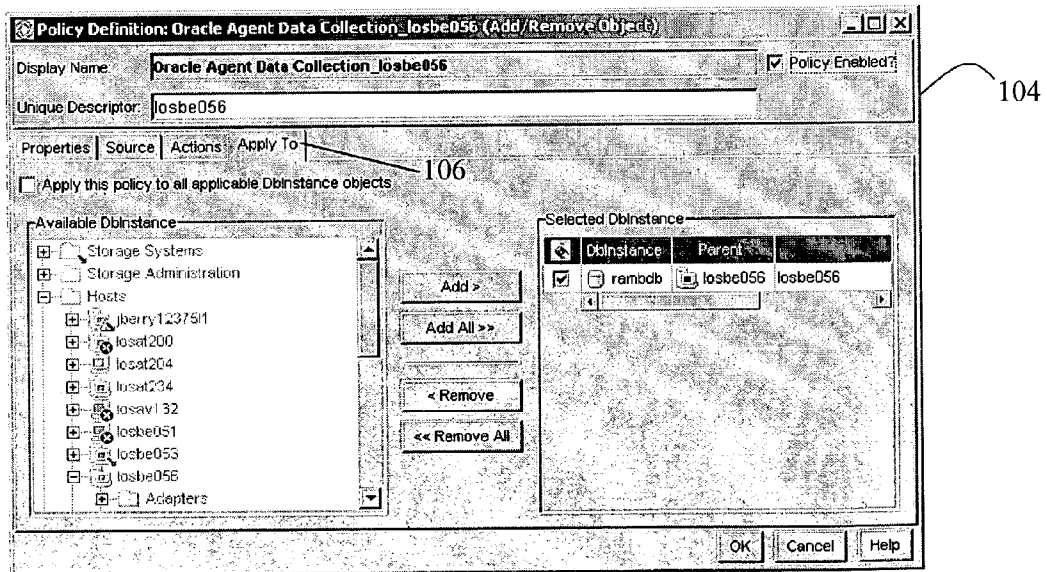 Policy Definition: Oracle Agent Data Collection_losbe056 (Add/Remove Object)
Display Name: Oracle Agent Data Collection_losbe056 Policy Enabled?
104
Unique Descriptor: losbe056
Properties Source Actions Apply To
106
Apply this policy to all applicable DbInstance objects
Available DbInstance
Storage Systems
Storage Administration
Hosts
jberry12375l1
losat200
losat204
losat234
losav132
losbe051
losbe053
losbe056
Adapters
Add >
Add All >>
< Remove
<< Remove All
Selected DbInstance
DbInstance Parent
rambdb losbe056 losbe056
OK Cancel Help